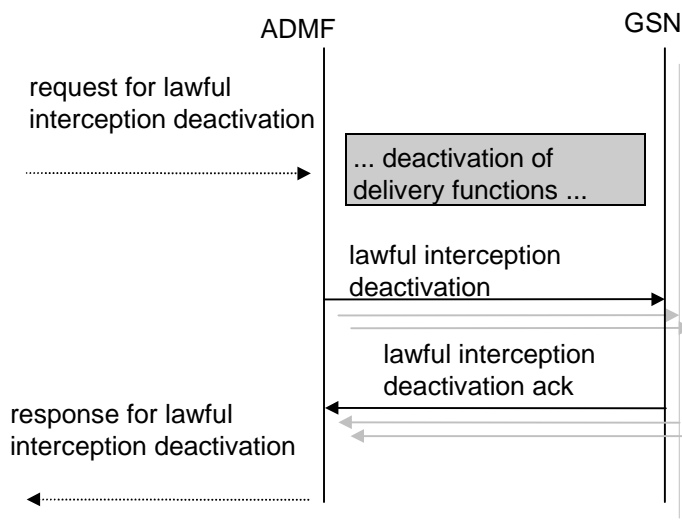 ADMF
GSN
request for lawful
interception deactivation
... deactivation of
delivery functions ...
lawful interception
deactivation
lawful interception
deactivation ack
response for lawful
interception deactivation